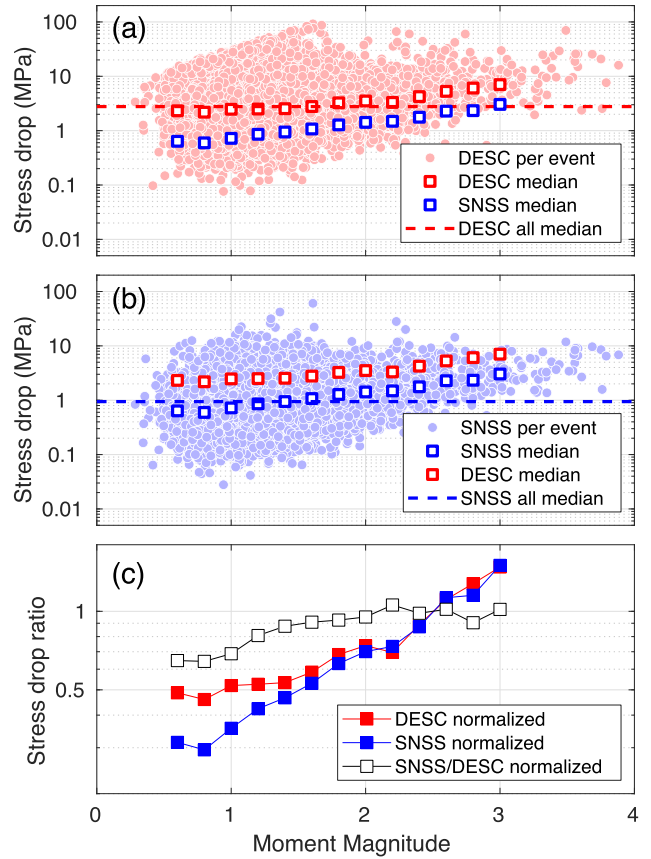 (a)
Stress drop (MPa)
100
10
1
0.1
0.01
DESC per event
DESC median
SNSS median
DESC all median
(b)
Stress drop (MPa)
100
10
1
0.1
0.01
SNSS per event
SNSS median
DESC median
SNSS all median
(c)
Stress drop ratio
1
0.5
DESC normalized
SNSS normalized
SNSS/DESC normalized
0 1 2 3 4
Moment Magnitude